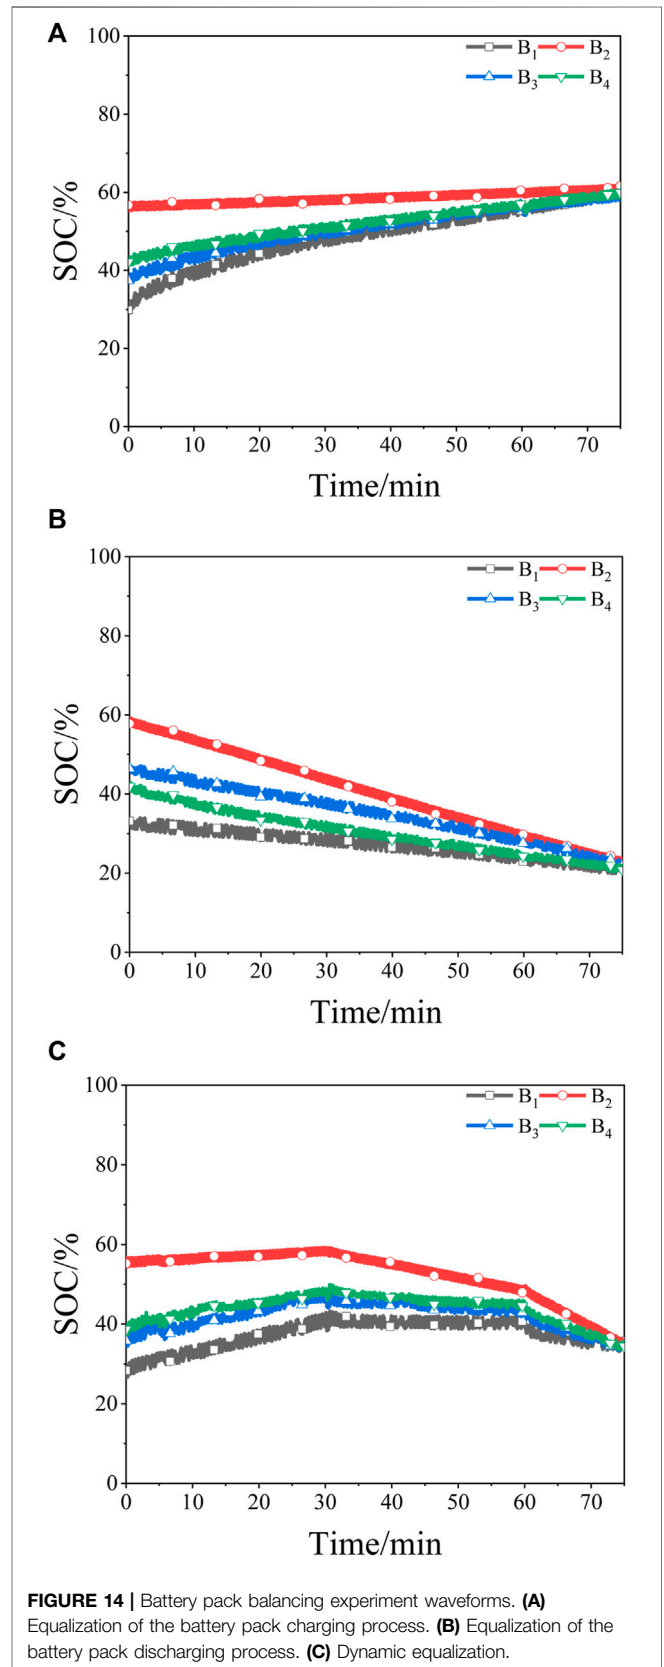 A
100
80
60
40
20
0
SOC/%
B1 B2
B3 B4
0 10 20 30 40 50 60 70
Time/min
B
100
80
60
40
20
0
SOC/%
B1 B2
B3 B4
0 10 20 30 40 50 60 70
Time/min
C
100
80
60
40
20
0
SOC/%
B1 B2
B3 B4
0 10 20 30 40 50 60 70
Time/min
FIGURE 14 | Battery pack balancing experiment waveforms. (A)
Equalization of the battery pack charging process. (B) Equalization of the
battery pack discharging process. (C) Dynamic equalization.